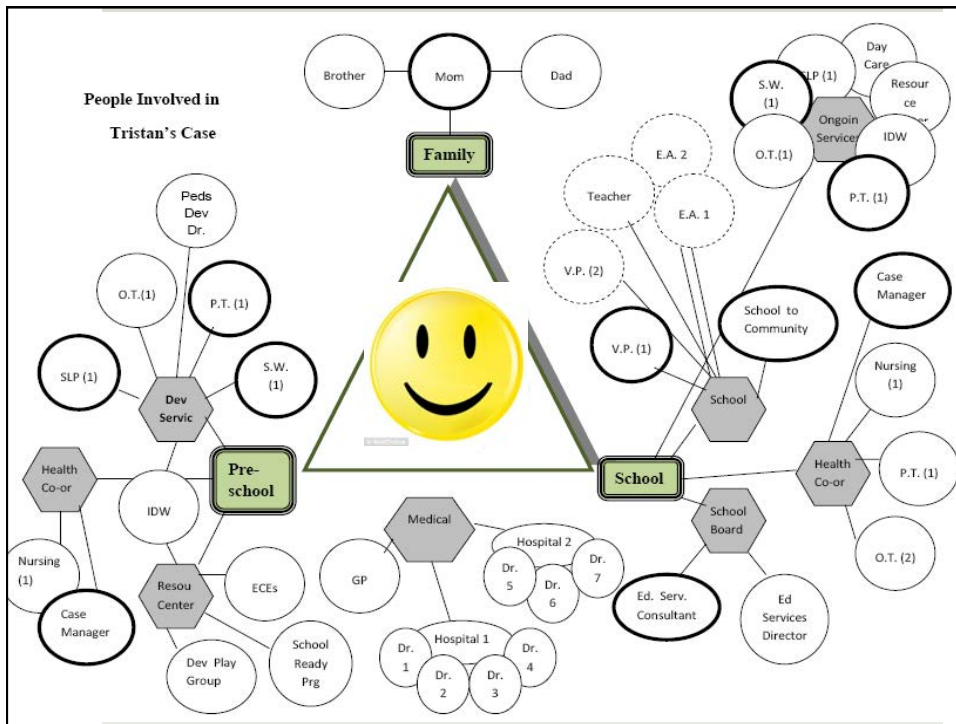 People Involved in
Tristan's Case
Brother
Mom
Dad
Family
Peds
Dev
Dr.
O.T.(1)
P.T. (1)
SLP (1)
S.W.
(1)
Dev
Servic
Health
Co-or
Pre-
school
IDW
Nursing
(1)
Case
Manager
Resou
Center
ECEs
Dev Play
Group
School
Ready
Prg
Medical
GP
Hospital 2
Dr.
5
Dr.
6
Dr.
7
Hospital 1
Dr.
1
Dr.
2
Dr.
3
Dr.
4
E.A. 2
Teacher
E.A. 1
V.P. (2)
V.P. (1)
School to
Community
School
School
Day
Care
SLP (1)
S.W.
(1)
Resour
ce
Ongoin
Services
O.T.(1)
IDW
P.T. (1)
Case
Manager
Nursing
(1)
Health
Co-or
P.T. (1)
O.T. (2)
School
Board
Ed. Serv.
Consultant
Ed
Services
Director